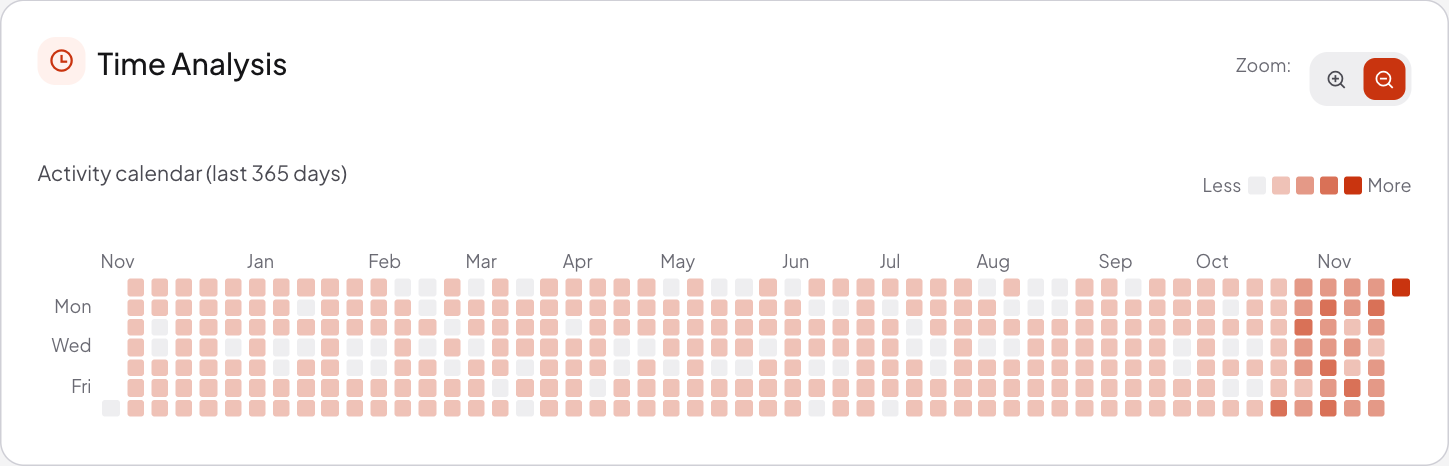 Time Analysis
Zoom:
Activity calendar (last 365 days)
Less More
Nov Jan Feb Mar Apr May Jun Jul Aug Sep Oct Nov
Mon
Wed
Fri